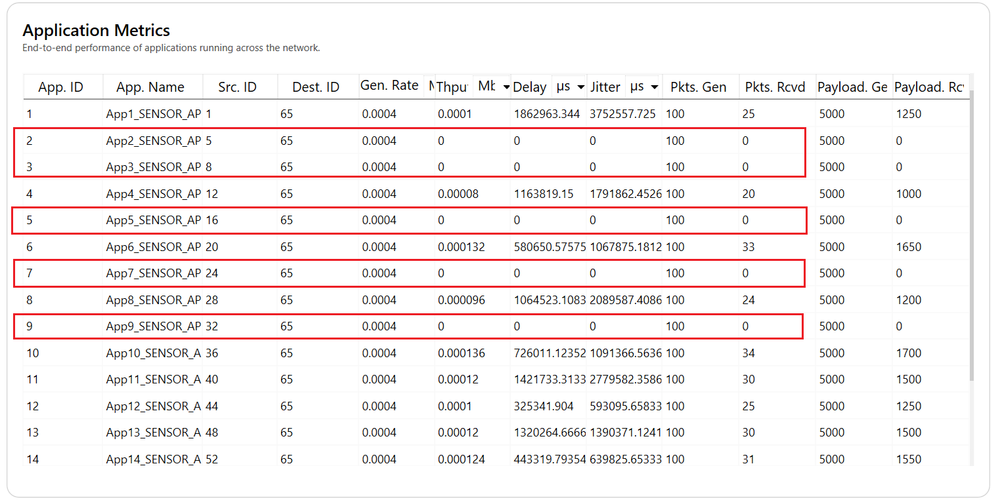 Application Metrics
End-to-end performance of applications running across the network.
App. ID App. Name Src. ID Dest. ID Gen. Rate M Thpu Mb Delay µs Jitter µs Pkts. Gen Pkts. Rcvd Payload. Ge Payload. Rc
1 App1_SENSOR_AP 1 65 0.0004 0.0001 1862963.344 3752557.725 100 25 5000 1250
2 App2_SENSOR_AP 5 65 0.0004 0 0 0 100 0 5000 0
3 App3_SENSOR_AP 8 65 0.0004 0 0 0 100 0 5000 0
4 App4_SENSOR_AP 12 65 0.0004 0.00008 1163819.15 1791862.4526 100 20 5000 1000
5 App5_SENSOR_AP 16 65 0.0004 0 0 0 100 0 5000 0
6 App6_SENSOR_AP 20 65 0.0004 0.000132 580650.57575 1067875.1812 100 33 5000 1650
7 App7_SENSOR_AP 24 65 0.0004 0 0 0 100 0 5000 0
8 App8_SENSOR_AP 28 65 0.0004 0.000096 1064523.1083 2089587.4086 100 24 5000 1200
9 App9_SENSOR_AP 32 65 0.0004 0 0 0 100 0 5000 0
10 App10_SENSOR_A 36 65 0.0004 0.000136 726011.12352 1091366.5636 100 34 5000 1700
11 App11_SENSOR_A 40 65 0.0004 0.00012 1421733.3133 2779582.3586 100 30 5000 1500
12 App12_SENSOR_A 44 65 0.0004 0.0001 325341.904 593095.65833 100 25 5000 1250
13 App13_SENSOR_A 48 65 0.0004 0.00012 1320264.6666 1390371.1241 100 30 5000 1500
14 App14_SENSOR_A 52 65 0.0004 0.000124 443319.79354 639825.65333 100 31 5000 1550